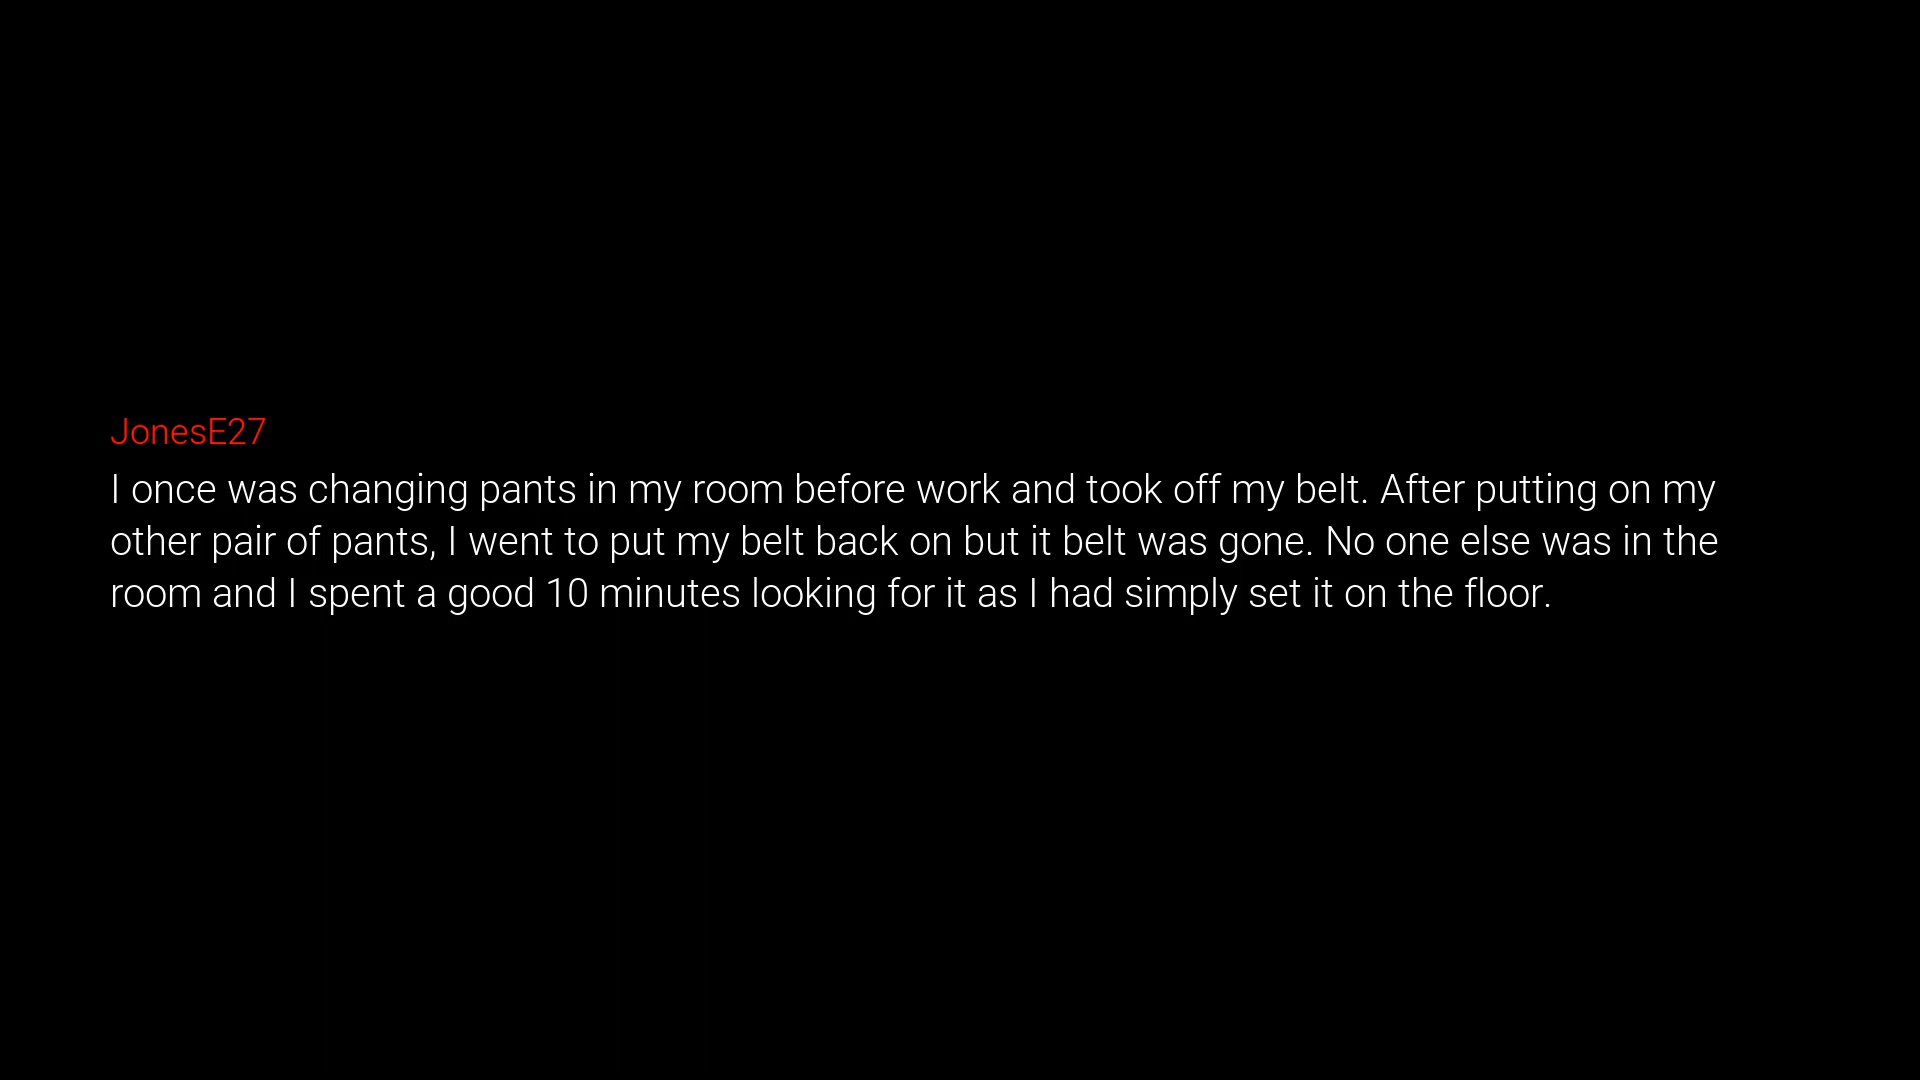 JonesE27
I once was changing pants in my room before work and took off my belt. After putting on my
other pair of pants, I went to put my belt back on but it belt was gone. No one else was in the
room and I spent a good 10 minutes looking for it as I had simply set it on the floor.